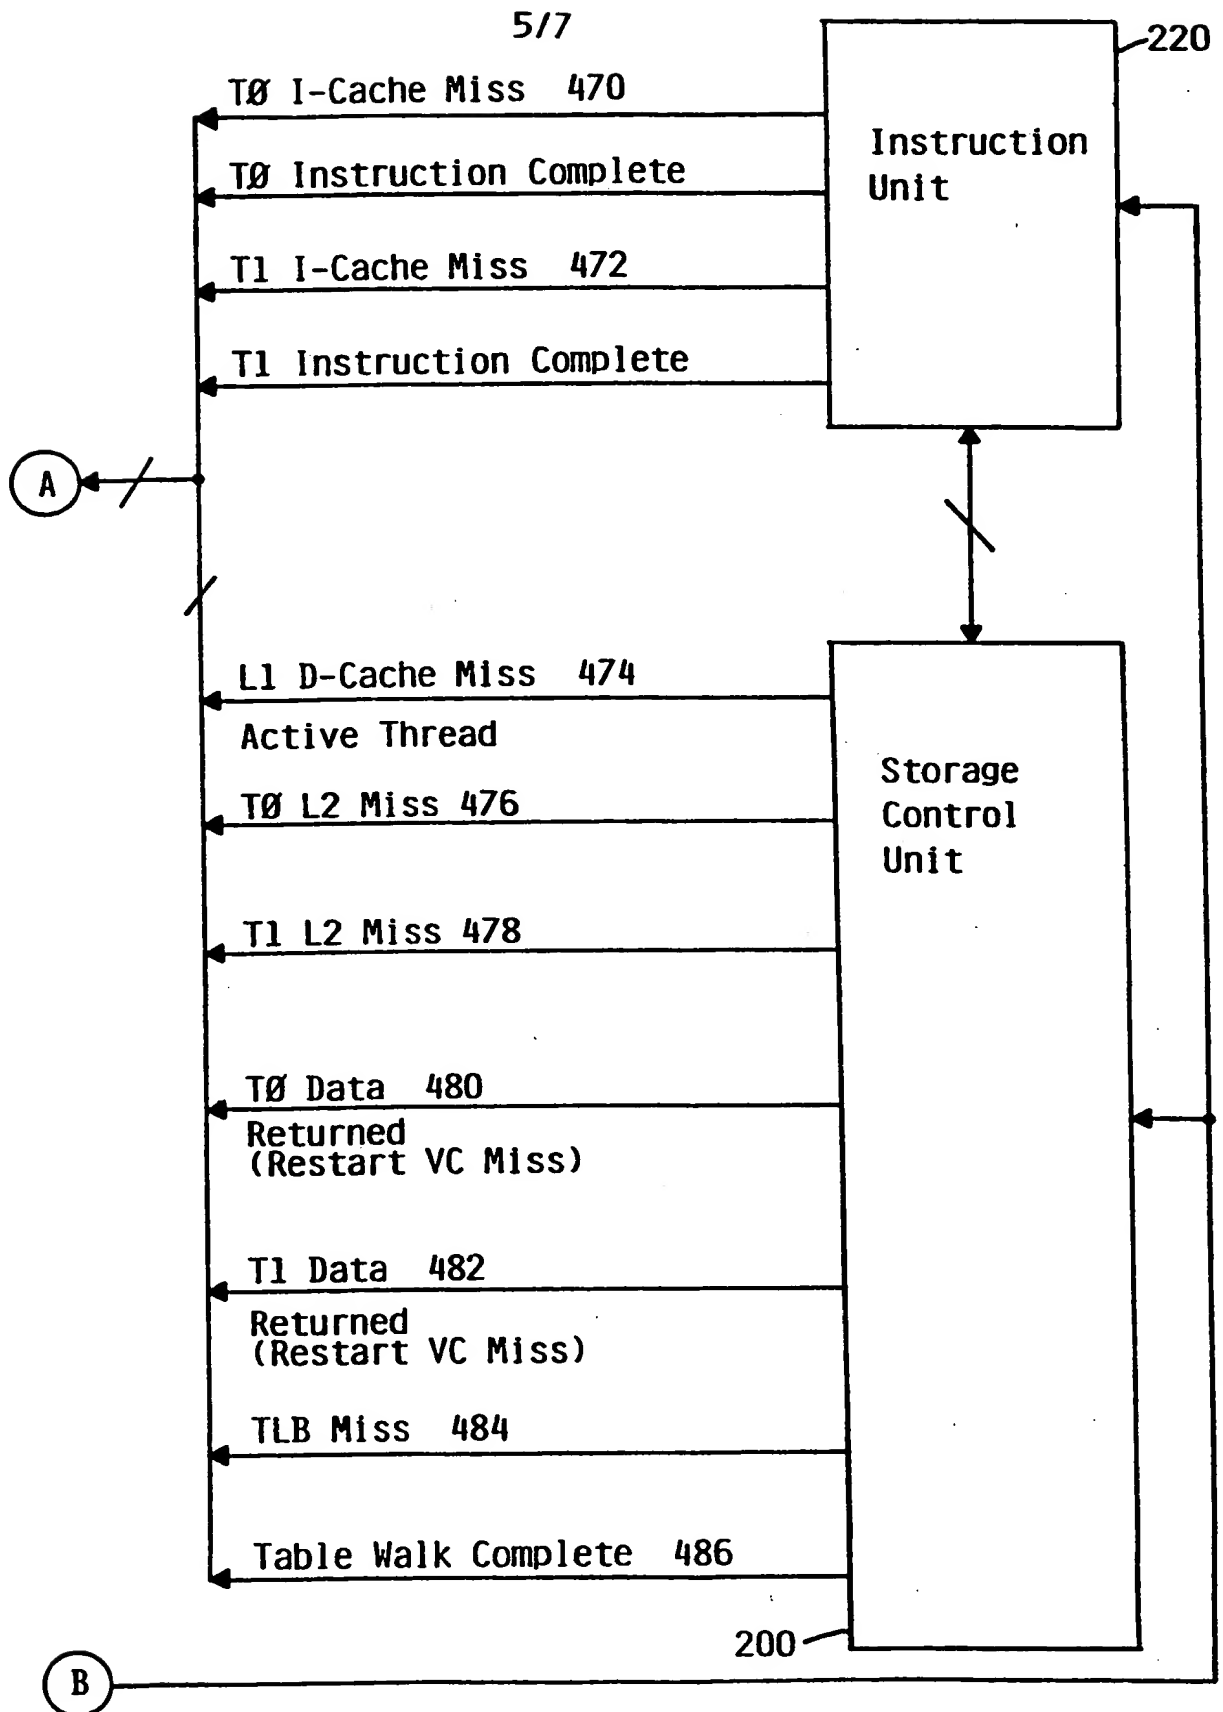 5/7
220
TØ I-Cache Miss 470
Instruction
Unit
TØ Instruction Complete
T1 I-Cache Miss 472
T1 Instruction Complete
A
L1 D-Cache Miss 474
Active Thread
Storage
Control
Unit
TØ L2 Miss 476
T1 L2 Miss 478
TØ Data 480
Returned
(Restart VC Miss)
T1 Data 482
Returned
(Restart VC Miss)
TLB Miss 484
Table Walk Complete 486
200
B